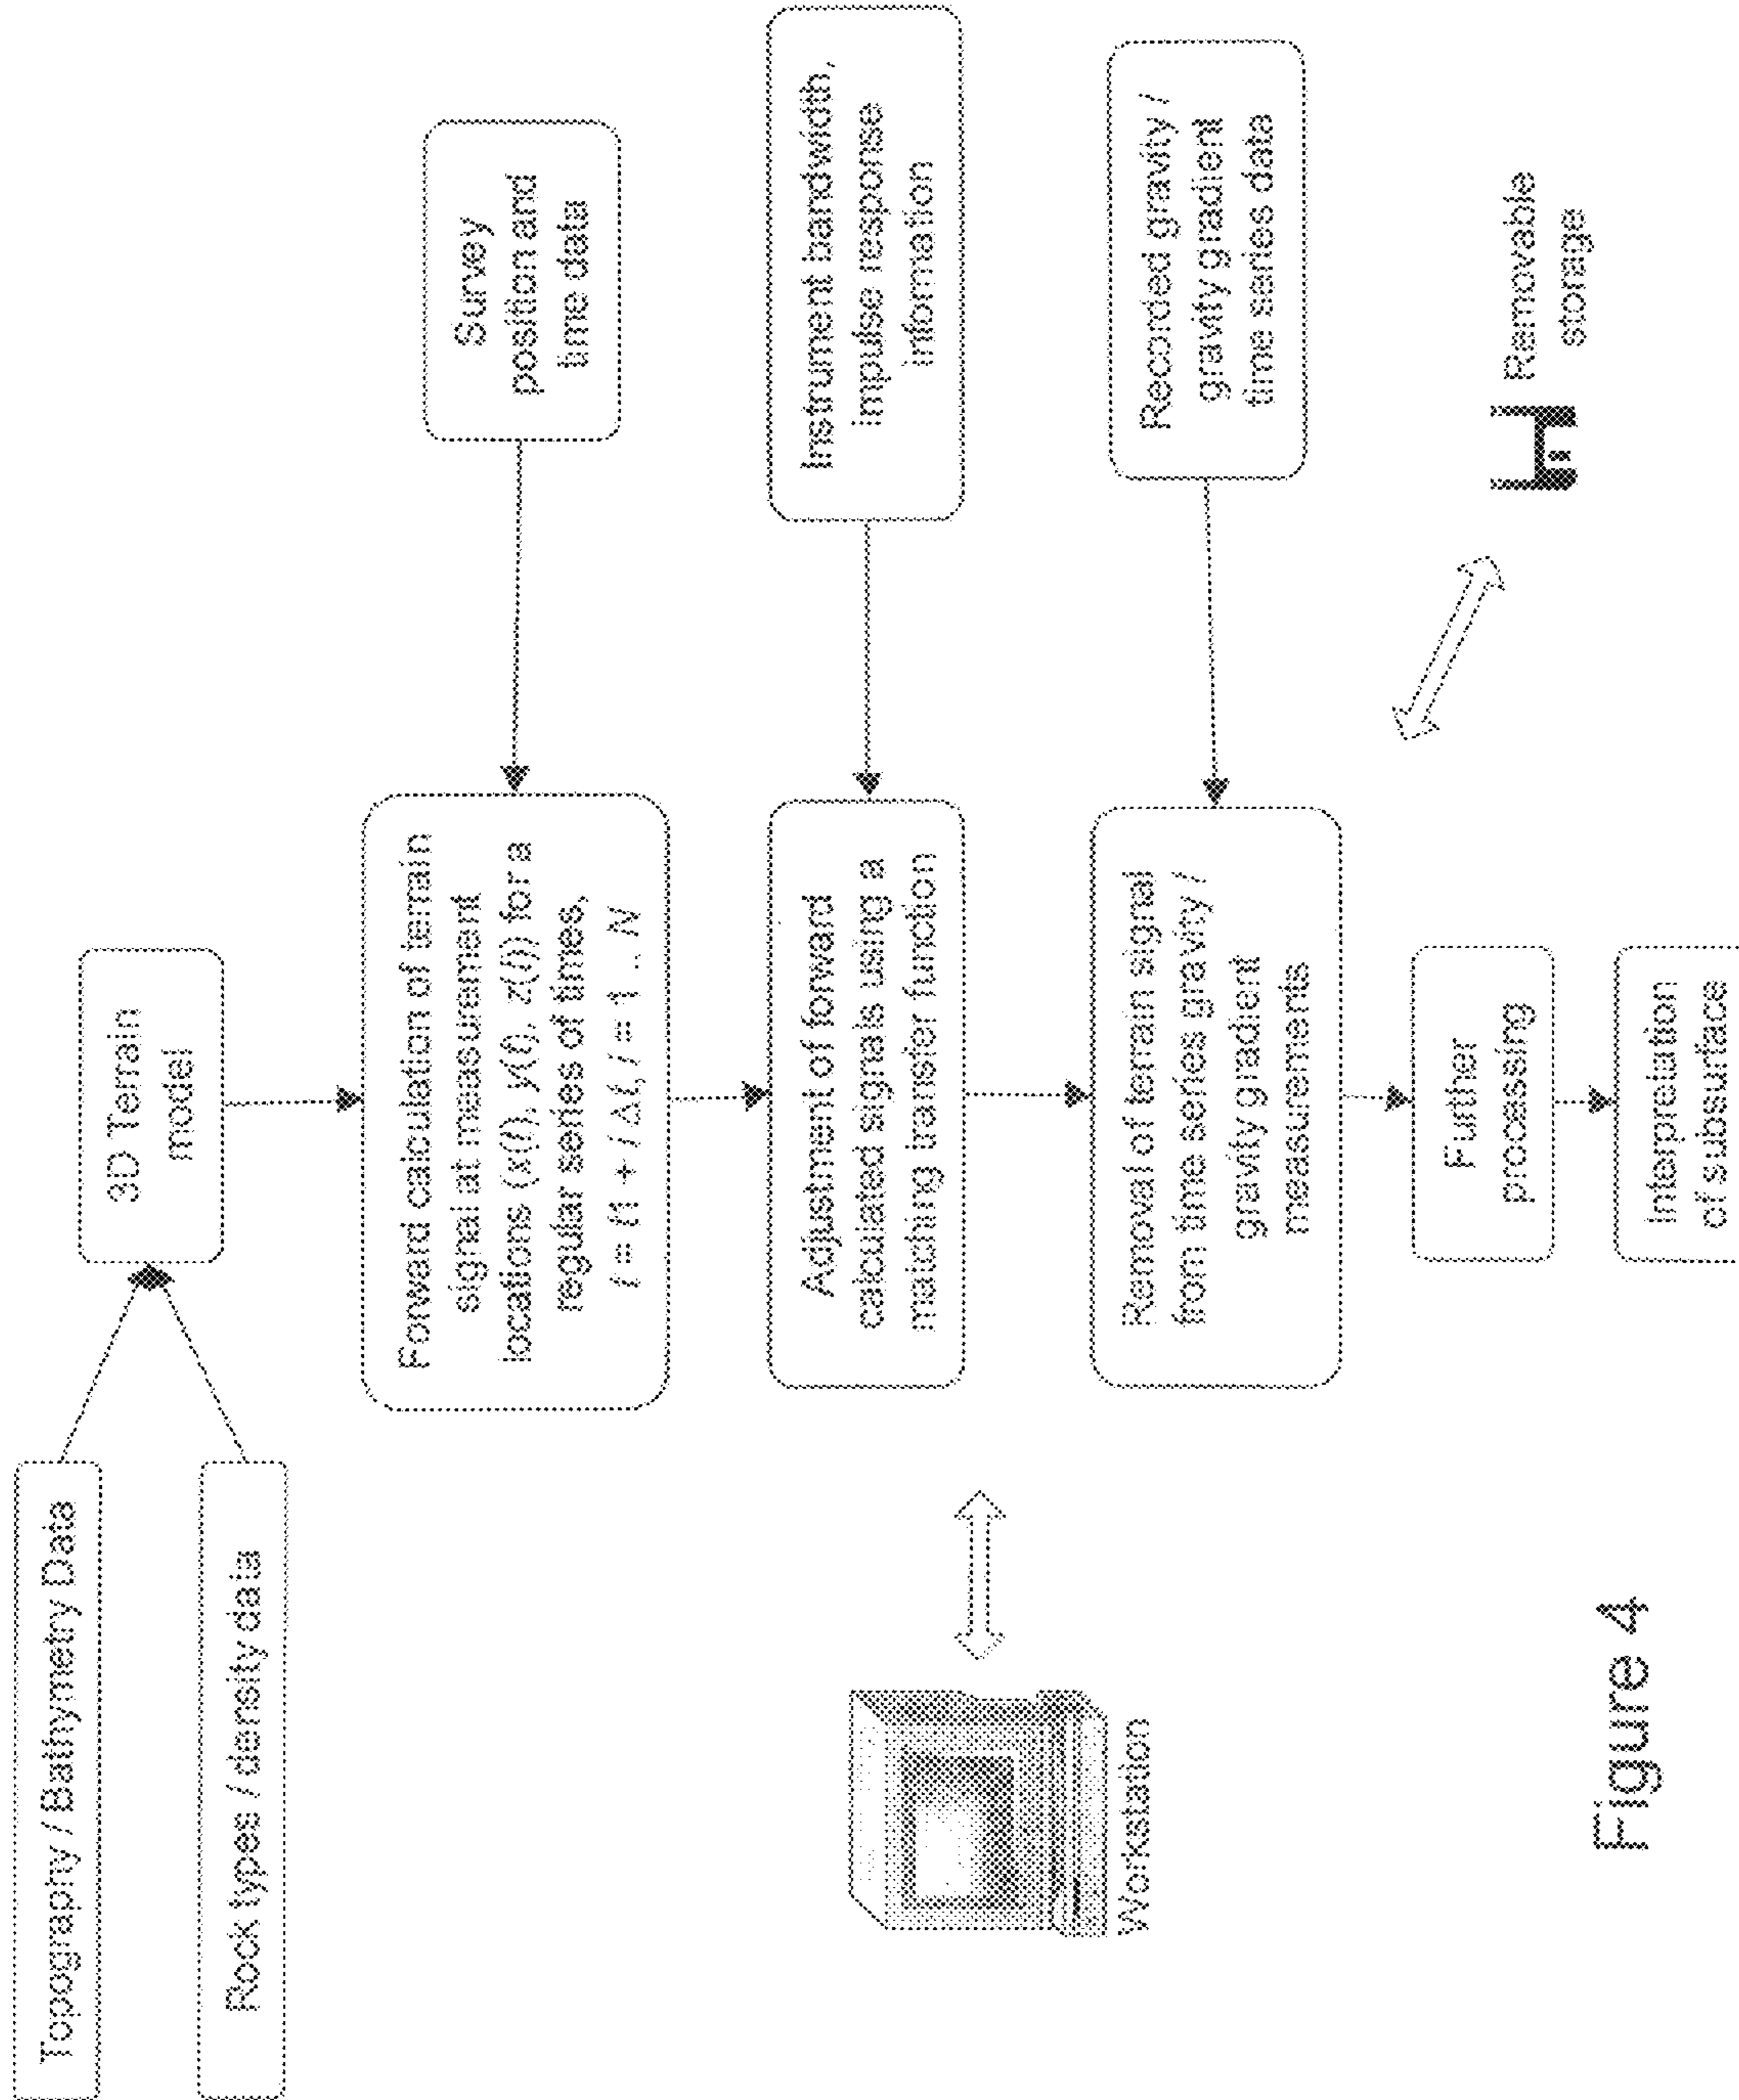 Topography / Bathymetry Data
Rock types / density data
3D Terrain
model
Forward calculation of terrain
signal at measurement
locations (x(t), y(t), z(t)) for a
regular series of times,
t = t1 + i Δt, i = 1 .. N
Survey
position and
time data
Adjustment of forward
calculated signals using a
matching transfer function
Instrument bandwidth,
impulse response
information
Removal of terrain signal
from time series gravity /
gravity gradient
measurements
Recorded gravity /
gravity gradient
time series data
Further
processing
Interpretation
of subsurface
Workstation
Removable
storage
Figure 4